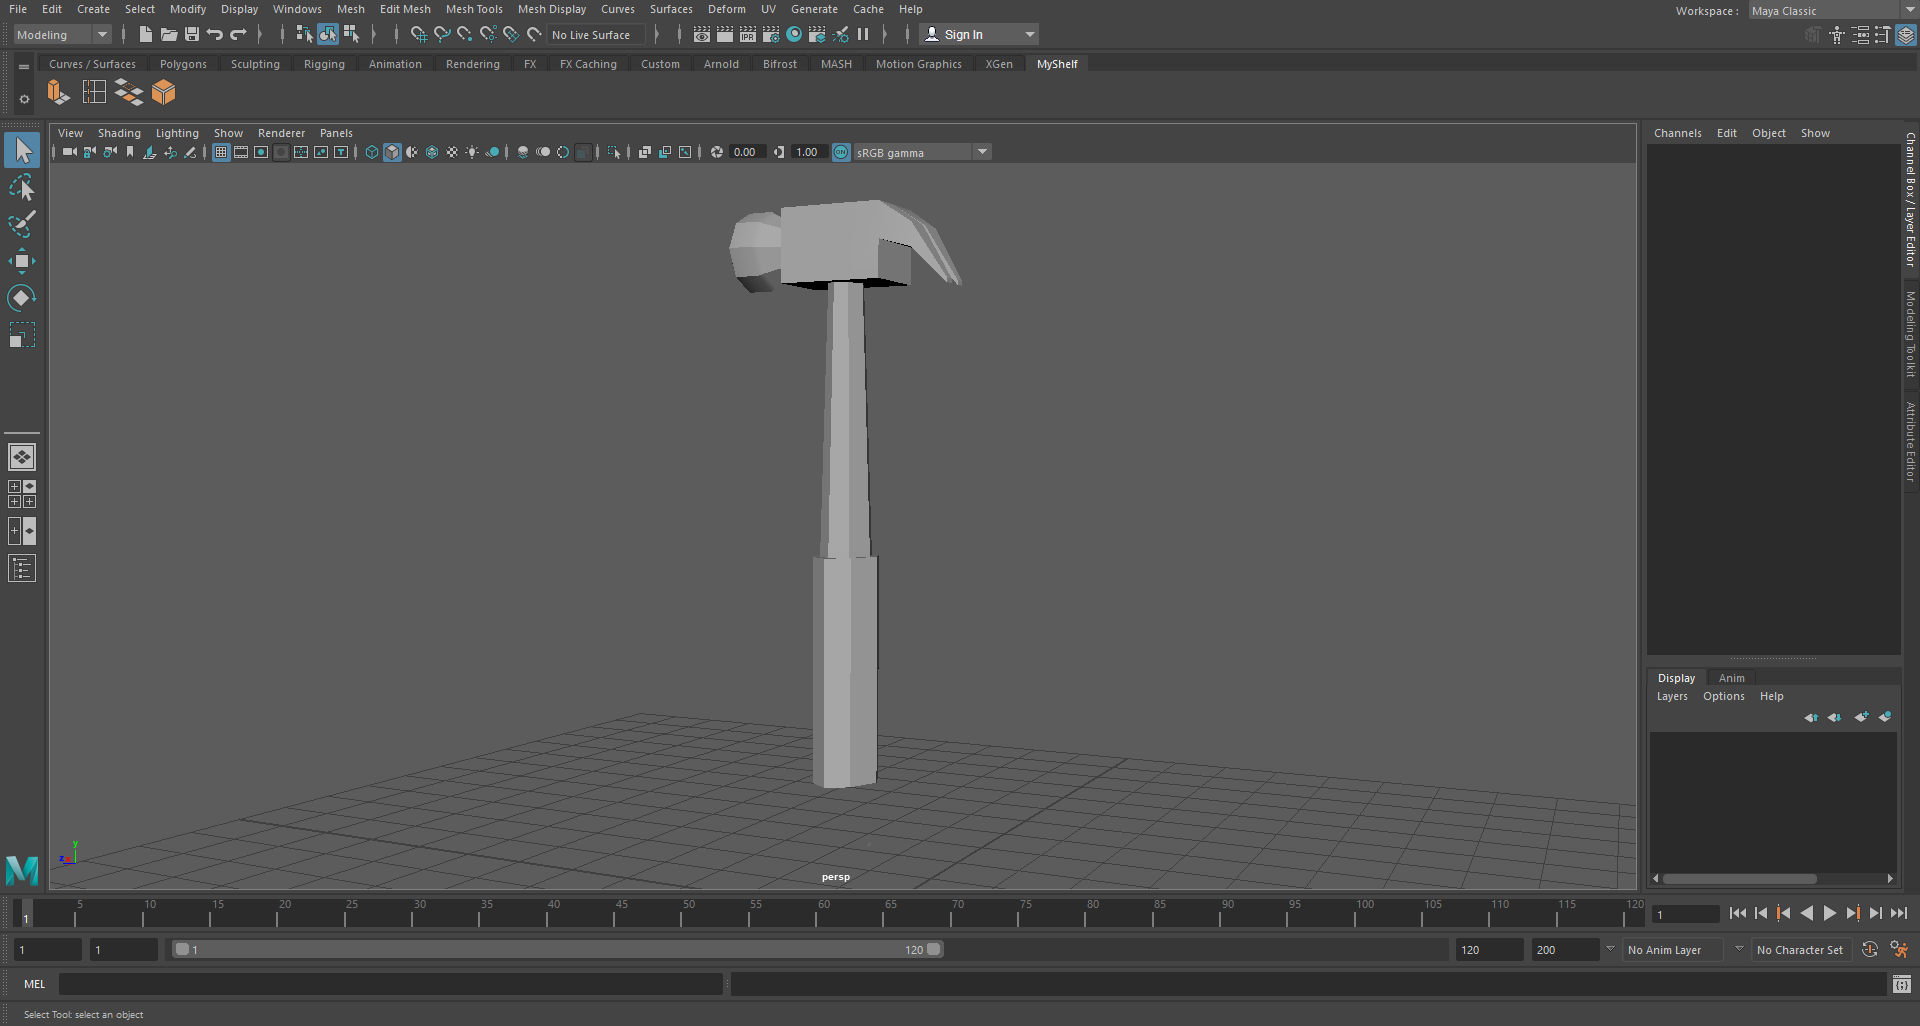 File Edit Create Select Modify Display Windows Mesh Edit Mesh Mesh Tools Mesh Display Curves Surfaces Deform UV Generate Cache Help Workspace : Maya Classic
Modeling IPR No Live Surface Sign In
Curves / Surfaces Polygons Sculpting Rigging Animation Rendering FX FX Caching Custom Arnold Bifrost MASH Motion Graphics XGen MyShelf
View Shading Lighting Show Renderer Panels
0.00 1.00 ON sRGB gamma
Channels Edit Object Show
Channel Box / Layer Editor
Modeling Toolkit
Attribute Editor
Display Anim
Layers Options Help
y
z
persp
1 5 10 15 20 25 30 35 40 45 50 55 60 65 70 75 80 85 90 95 100 105 110 115 120 1
1 1 1 120 120 200 No Anim Layer No Character Set
MEL
Select Tool: select an object